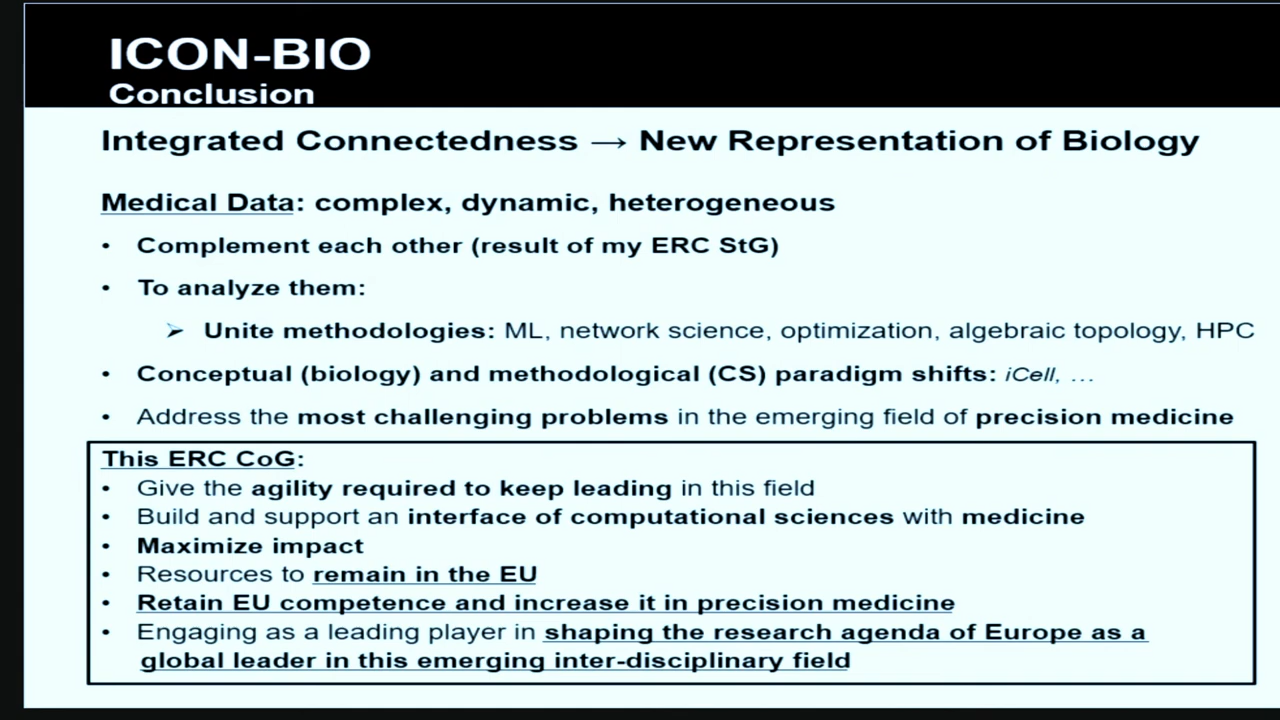 ICON-BIO
Conclusion
Integrated Connectedness → New Representation of Biology
Medical Data: complex, dynamic, heterogeneous
• Complement each other (result of my ERC StG)
• To analyze them:
➢ Unite methodologies: ML, network science, optimization, algebraic topology, HPC
• Conceptual (biology) and methodological (CS) paradigm shifts: iCell, …
• Address the most challenging problems in the emerging field of precision medicine
This ERC CoG:
• Give the agility required to keep leading in this field
• Build and support an interface of computational sciences with medicine
• Maximize impact
• Resources to remain in the EU
• Retain EU competence and increase it in precision medicine
• Engaging as a leading player in shaping the research agenda of Europe as a
global leader in this emerging inter-disciplinary field